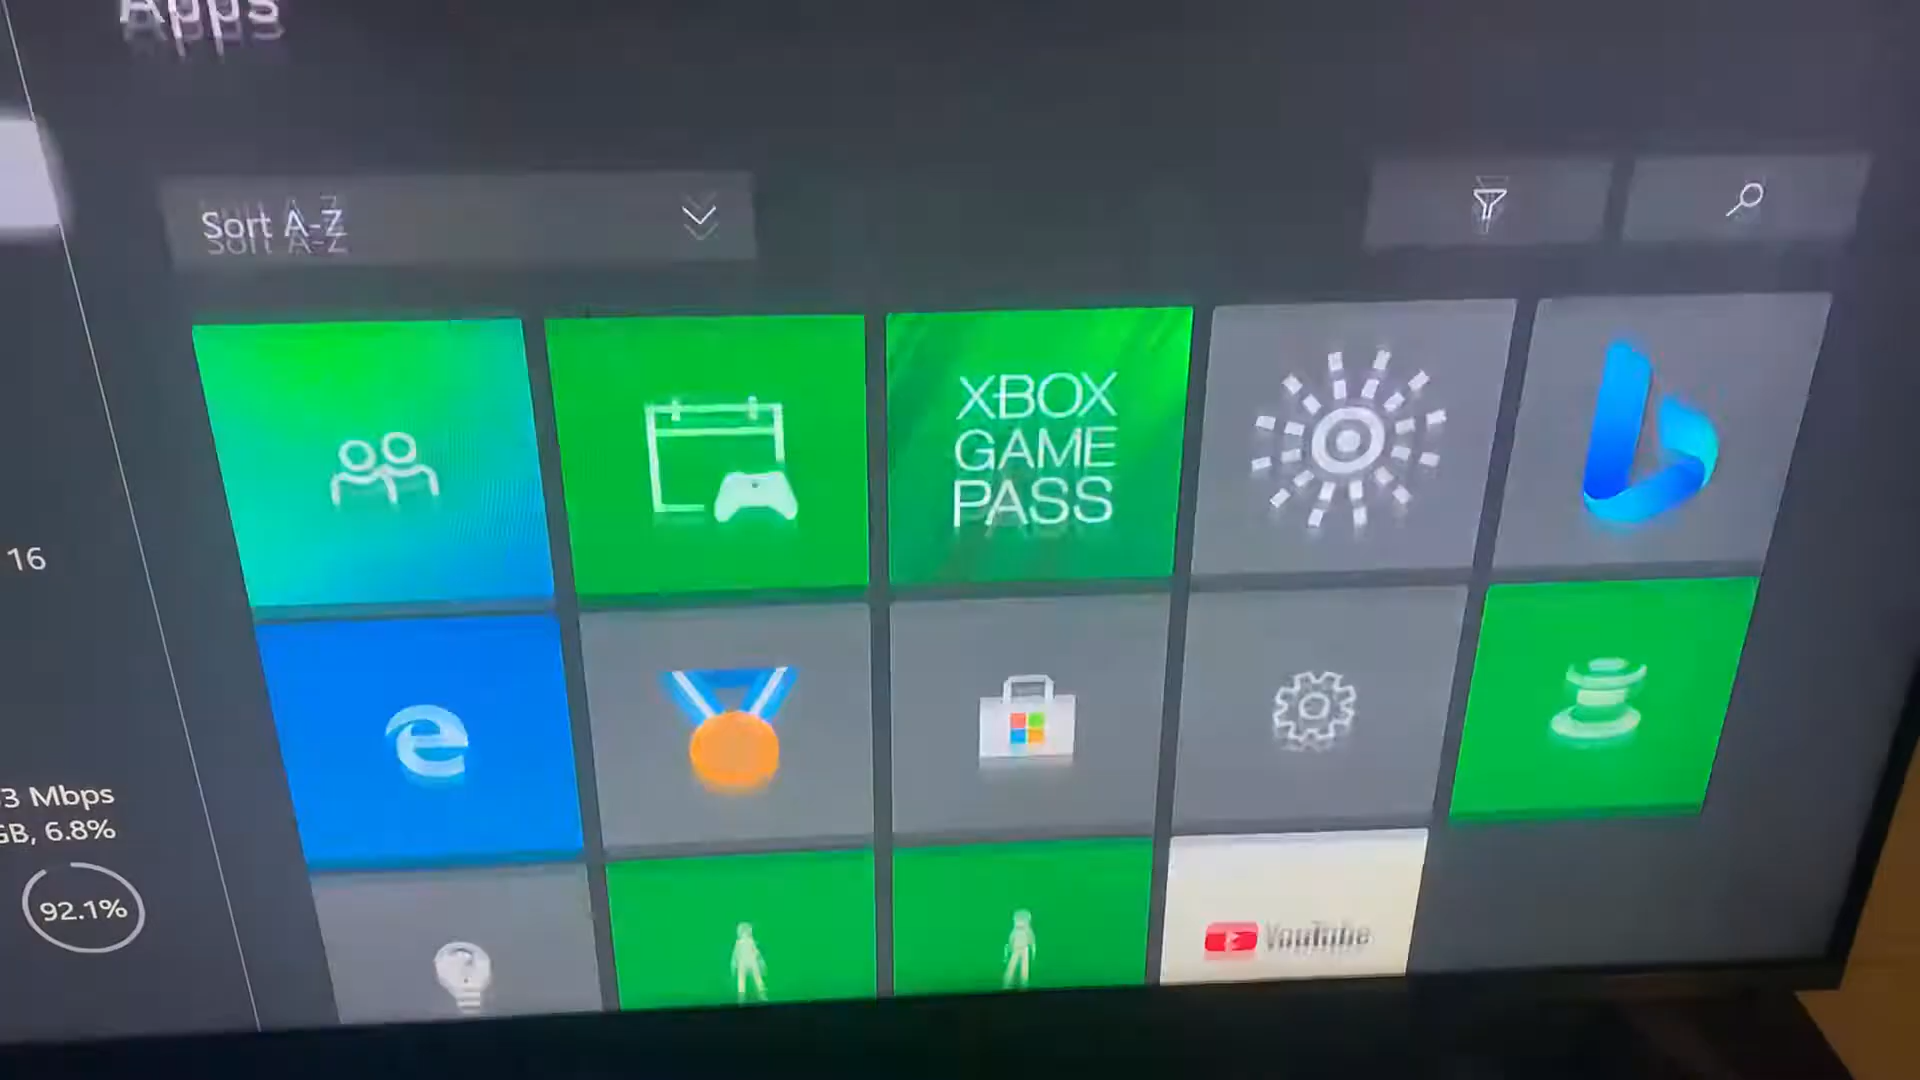 Apps
Sort A-Z
XBOX
GAME
PASS
16
3 Mbps
GB, 6.8%
92.1%
YouTube